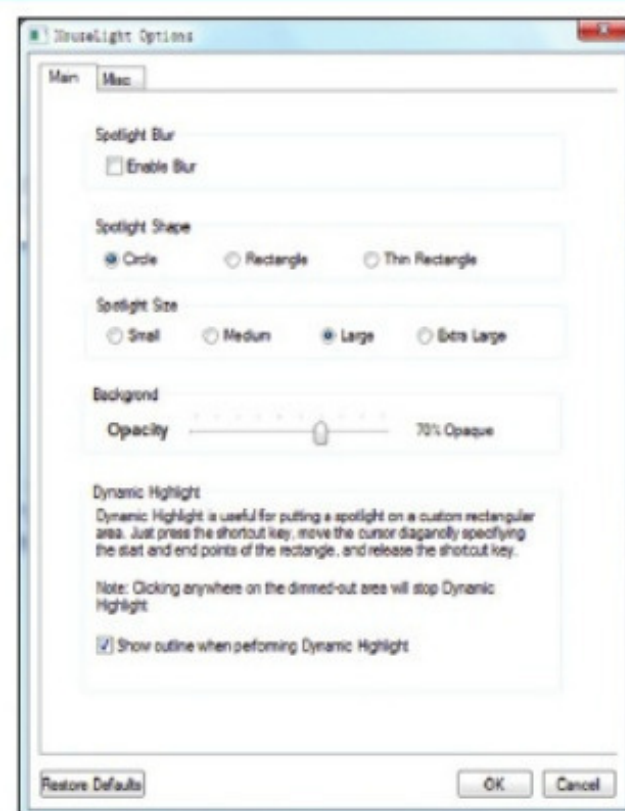 MouseLight Options
Main Misc
Spotlight Blur
Enable Blur
Spotlight Shape
Circle Rectangle Thin Rectangle
Spotlight Size
Small Medium Large Extra Large
Backgrond
Opacity 70% Opaque
Dynamic Highlight
Dynamic Highlight is useful for putting a spotlight on a custom rectangular
area. Just press the shortcut key, move the cursor diaganolly specifiying
the start and end points of the rectangle, and release the shotcut key.
Note: Clicking anywhere on the dimmed-out area will stop Dynamic
Highlight
Show outline when perfoming Dynamic Highlight
Restore Defaults OK Cancel